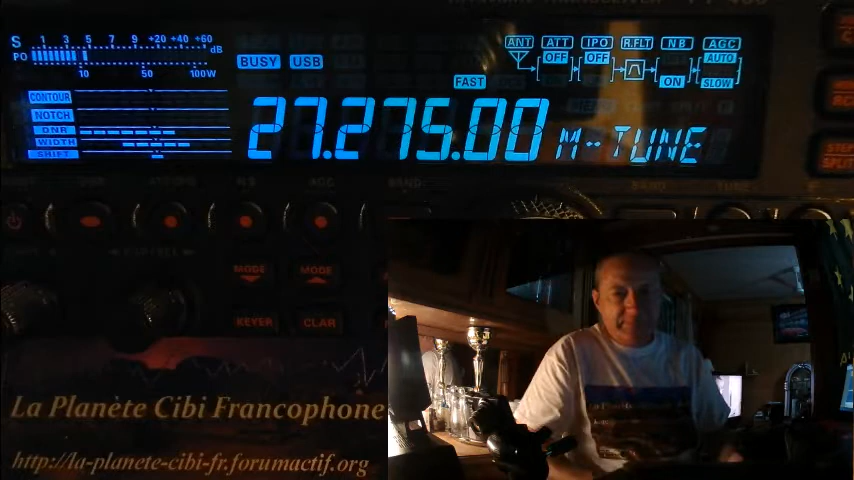 S 1 3 5 7 9 +20 +40 +60 dB
PO
10 50 100W
BUSY USB
ANT ATT IPO R.FLT NB AGC
OFF OFF AUTO
FAST ON SLOW
CONTOUR
NOTCH
DNR
WIDTH
SHIFT
27.275.00 M-TUNE
MODE MODE
KEYER CLAR
La Planète Cibi Francophone
http://la-planete-cibi-fr.forumactif.org